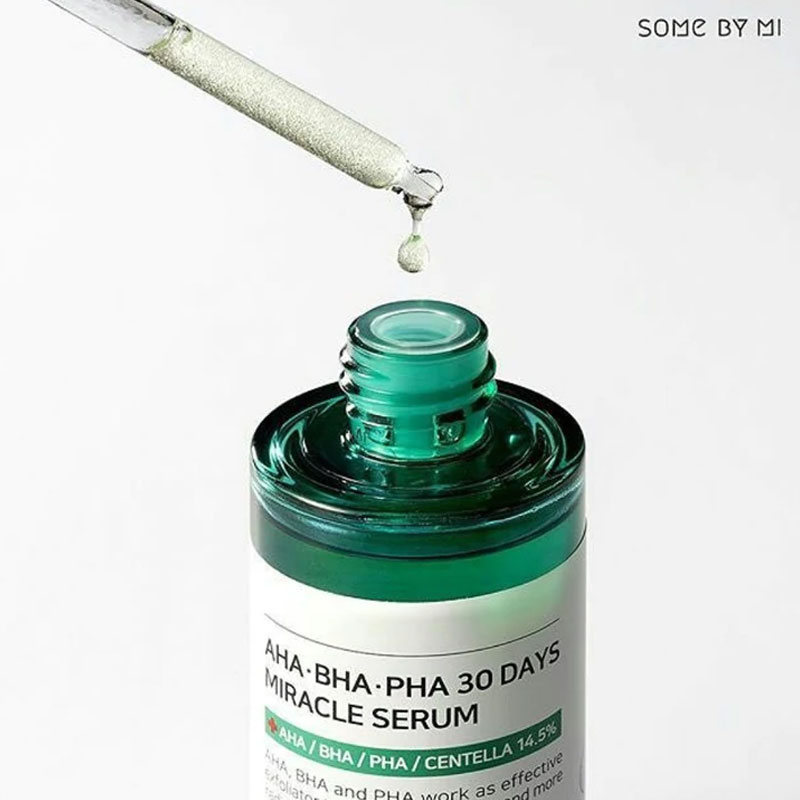 SOME BY MI
AHA·BHA·PHA 30 DAYS
MIRACLE SERUM
+ AHA / BHA / PHA / CENTELLA 14.5%
AHA, BHA and PHA work as effective
and more